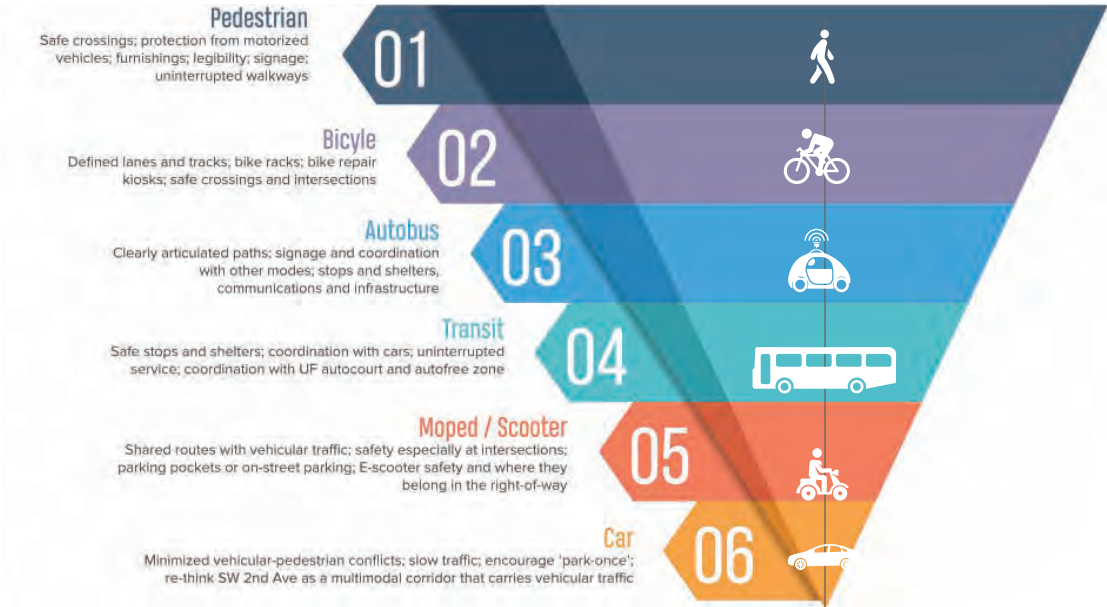 Pedestrian
Safe crossings; protection from motorized
vehicles; furnishings; legibility; signage;
uninterrupted walkways
01
Bicyle
Defined lanes and tracks; bike racks; bike repair
kiosks; safe crossings and intersections
02
Autobus
Clearly articulated paths; signage and coordination
with other modes; stops and shelters,
communications and infrastructure
03
Transit
Safe stops and shelters; coordination with cars; uninterrupted
service; coordination with UF autocourt and autofree zone
04
Moped / Scooter
Shared routes with vehicular traffic; safety especially at intersections;
parking pockets or on-street parking; E-scooter safety and where they
belong in the right-of-way
05
Car
Minimized vehicular-pedestrian conflicts; slow traffic; encourage 'park-once';
re-think SW 2nd Ave as a multimodal corridor that carries vehicular traffic
06